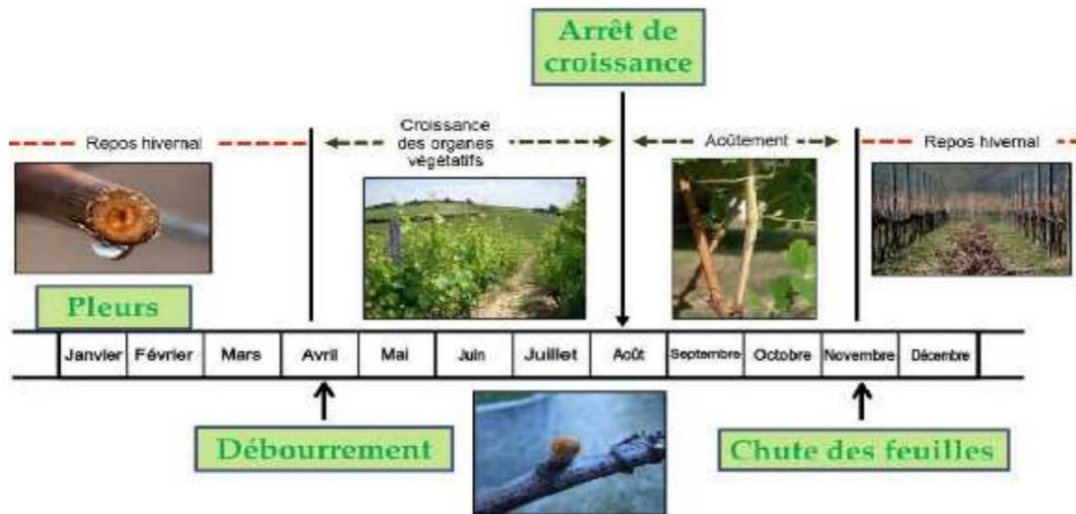 Arrêt de
croissance
Repos hivernal
Croissance
des organes
végétatifs
Aoûtement
Repos hivernal
Pleurs
Janvier Février Mars Avril Mai Juin Juillet Août Septembre Octobre Novembre Décembre
Débourrement
Chute des feuilles